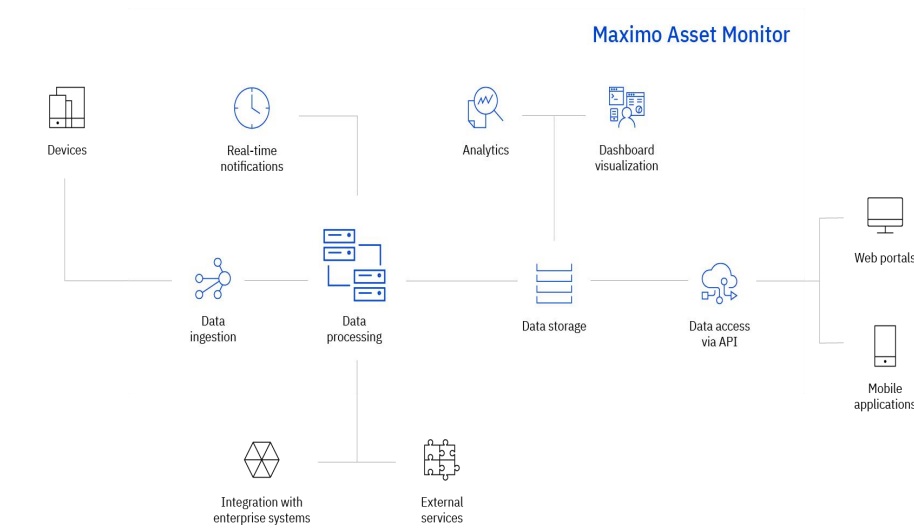 Maximo Asset Monitor
Devices
Real-time
notifications
Analytics
Dashboard
visualization
Web portals
Data
ingestion
Data
processing
Data storage
Data access
via API
Mobile
applications
Integration with
enterprise systems
External
services